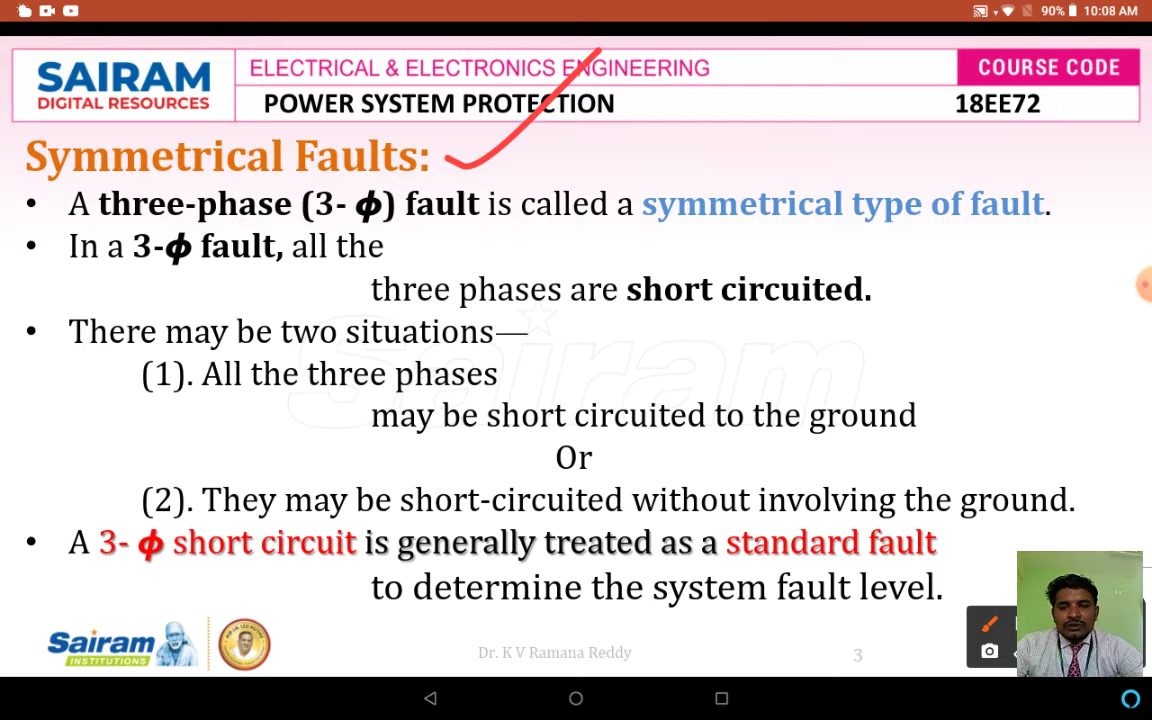 90% 10:08 AM
SAIRAM
DIGITAL RESOURCES
ELECTRICAL & ELECTRONICS ENGINEERING
COURSE CODE
POWER SYSTEM PROTECTION
18EE72
Symmetrical Faults:
• A three-phase (3- ϕ) fault is called a symmetrical type of fault.
• In a 3-ϕ fault, all the
three phases are short circuited.
• There may be two situations—
(1). All the three phases
may be short circuited to the ground
Or
(2). They may be short-circuited without involving the ground.
• A 3- ϕ short circuit is generally treated as a standard fault
to determine the system fault level.
Sairam
Sairam
INSTITUTIONS
Dr. K V Ramana Reddy
3